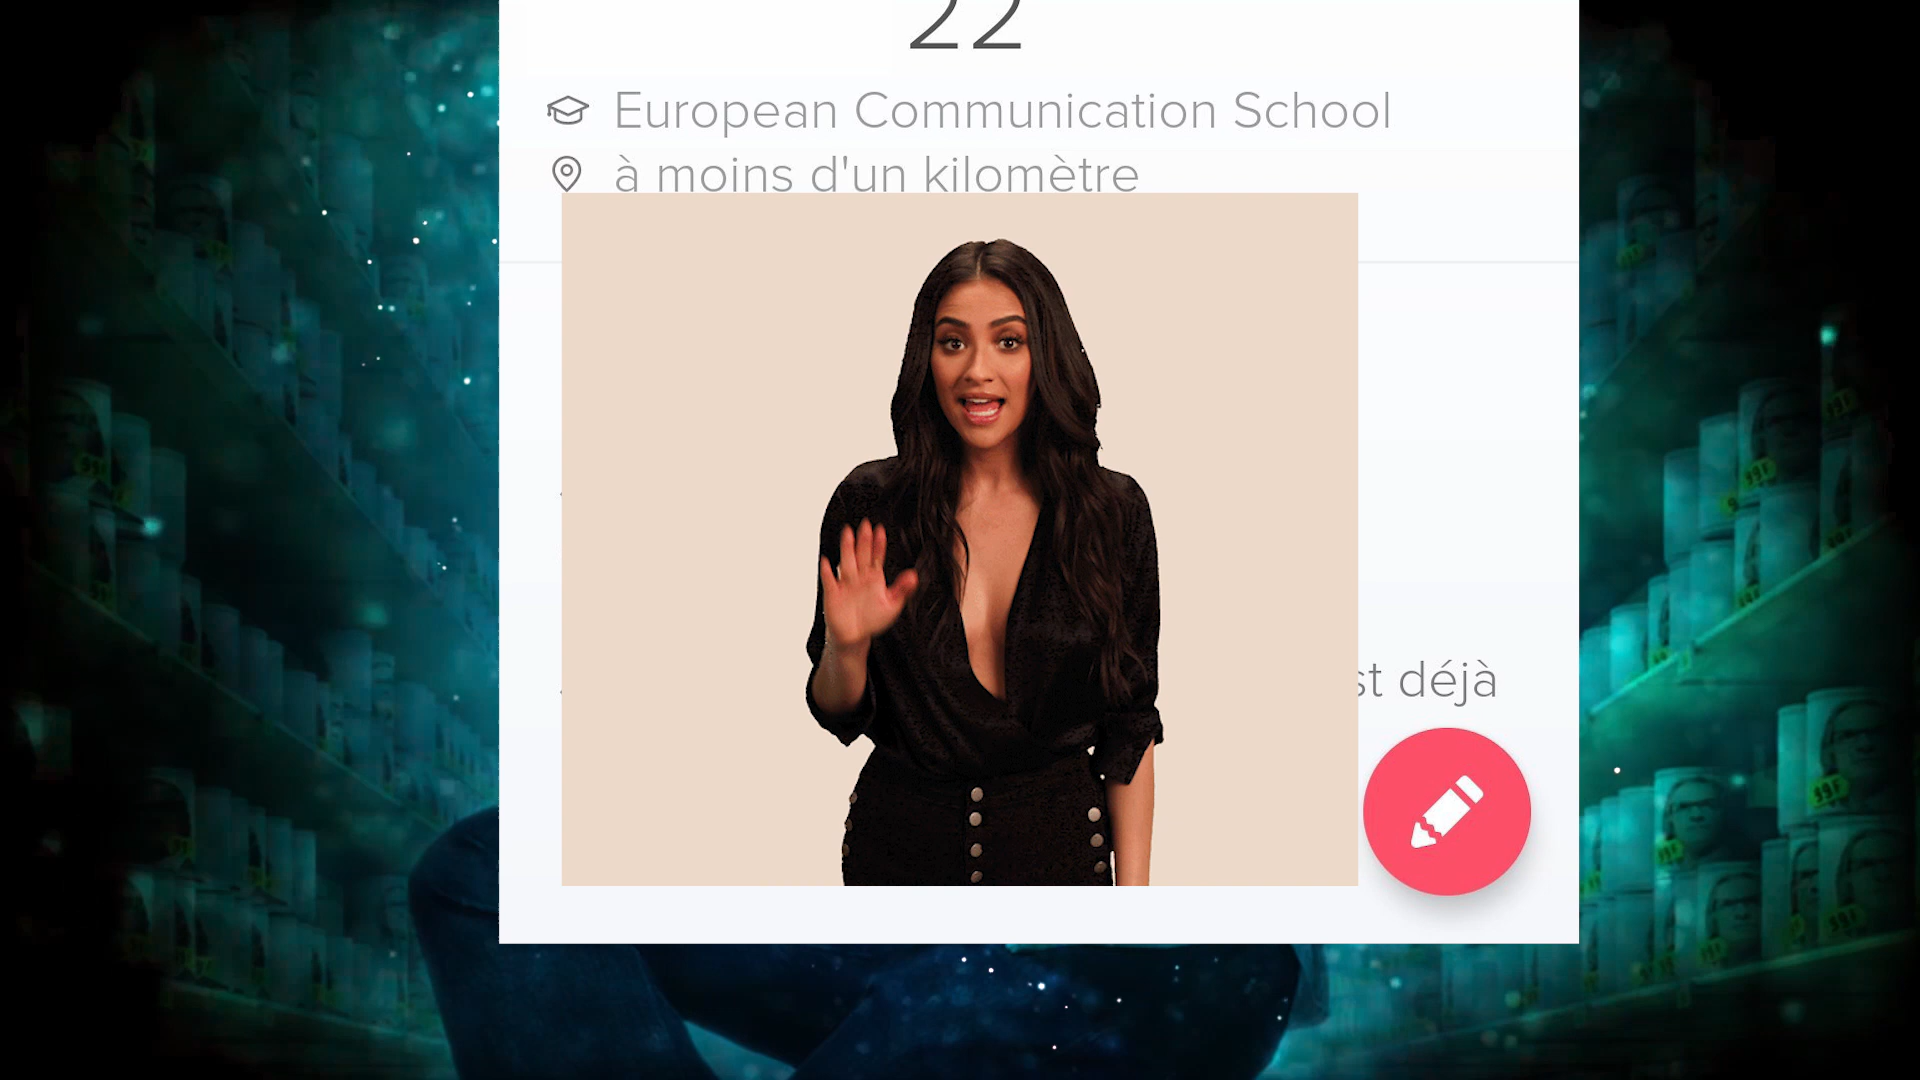 22
European Communication School
à moins d'un kilomètre
st déjà